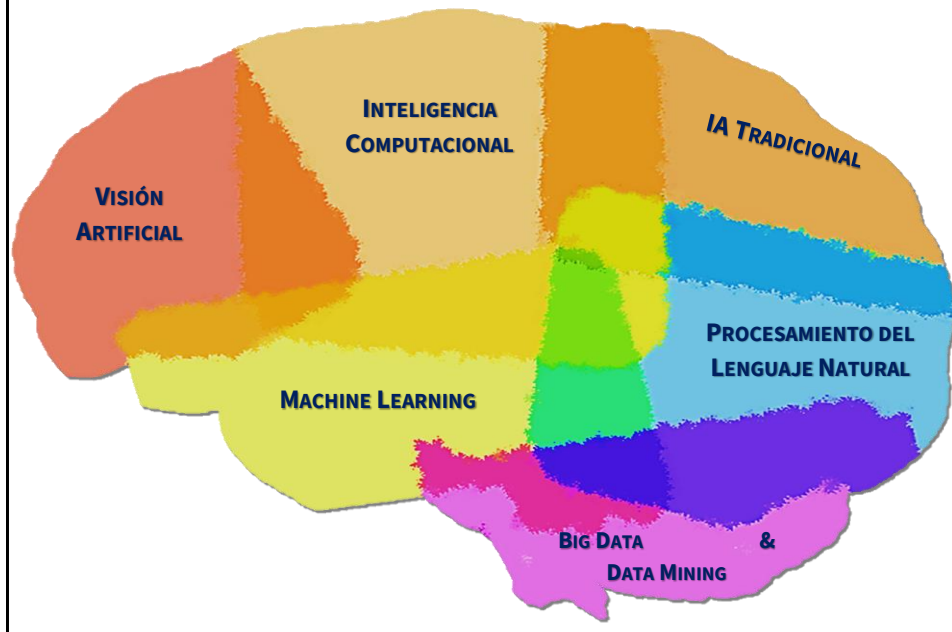 Inteligencia
Computacional
IA Tradicional
Visión
Artificial
Procesamiento del
Lenguaje Natural
Machine Learning
Big Data &
Data Mining